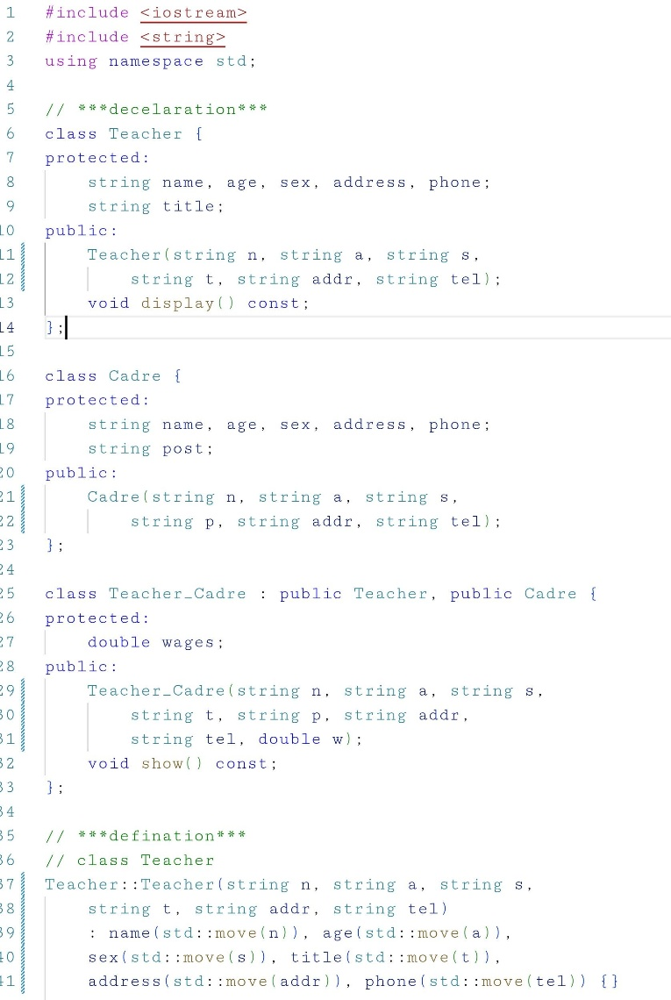 1 #include <iostream>
2 #include <string>
3 using namespace std;
4
5 // ***decelaration***
6 class Teacher {
7 protected:
8     string name, age, sex, address, phone;
9     string title;
10 public:
11     Teacher(string n, string a, string s,
12         string t, string addr, string tel);
13     void display() const;
14 };
15
16 class Cadre {
17 protected:
18     string name, age, sex, address, phone;
19     string post;
20 public:
21     Cadre(string n, string a, string s,
22         string p, string addr, string tel);
23 };
24
25 class Teacher_Cadre : public Teacher, public Cadre {
26 protected:
27     double wages;
28 public:
29     Teacher_Cadre(string n, string a, string s,
30         string t, string p, string addr,
31         string tel, double w);
32     void show() const;
33 };
34
35 // ***defination***
36 // class Teacher
37 Teacher::Teacher(string n, string a, string s,
38     string t, string addr, string tel)
39     : name(std::move(n)), age(std::move(a)),
40     sex(std::move(s)), title(std::move(t)),
41     address(std::move(addr)), phone(std::move(tel)) {}